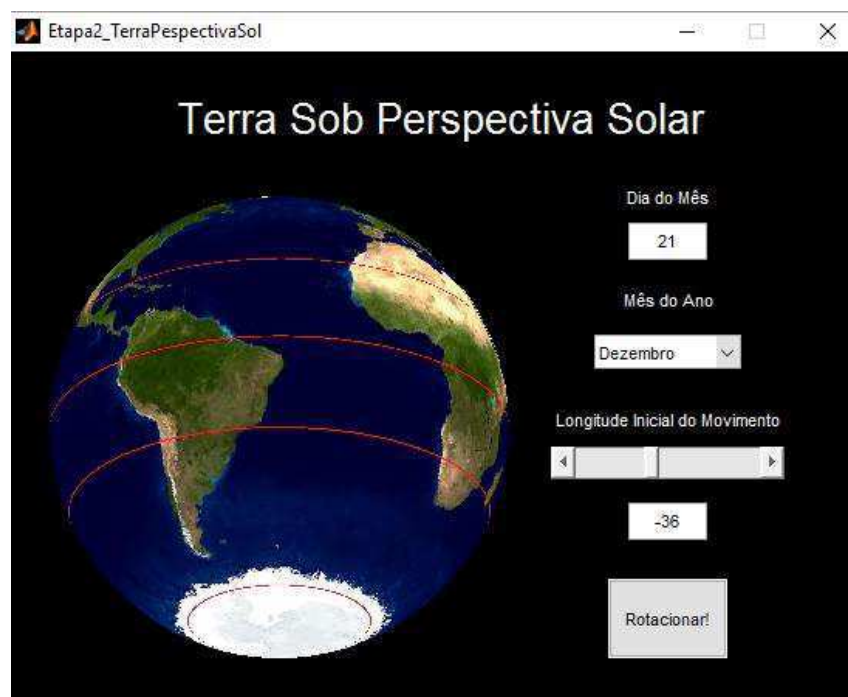 Etapa2_TerraPespectivaSol
Terra Sob Perspectiva Solar
Dia do Mês
21
Mês do Ano
Dezembro
Longitude Inicial do Movimento
-36
Rotacionar!